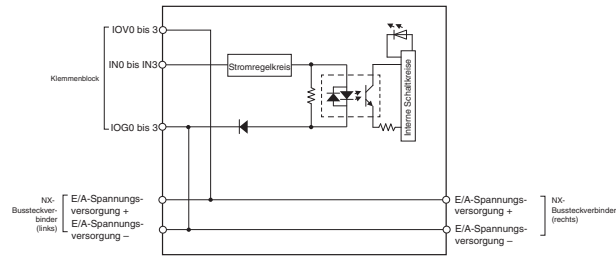 IOV0 bis 3
IN0 bis IN3
Klemmenblock
IOG0 bis 3
Stromregelkreis
Interne Schaltkreise
NX-
Bussteckver-
binder
(links)
E/A-Spannungs-
versorgung +
E/A-Spannungs-
versorgung –
E/A-Spannungs-
versorgung +
E/A-Spannungs-
versorgung –
NX-
Bussteckverbinder
(rechts)